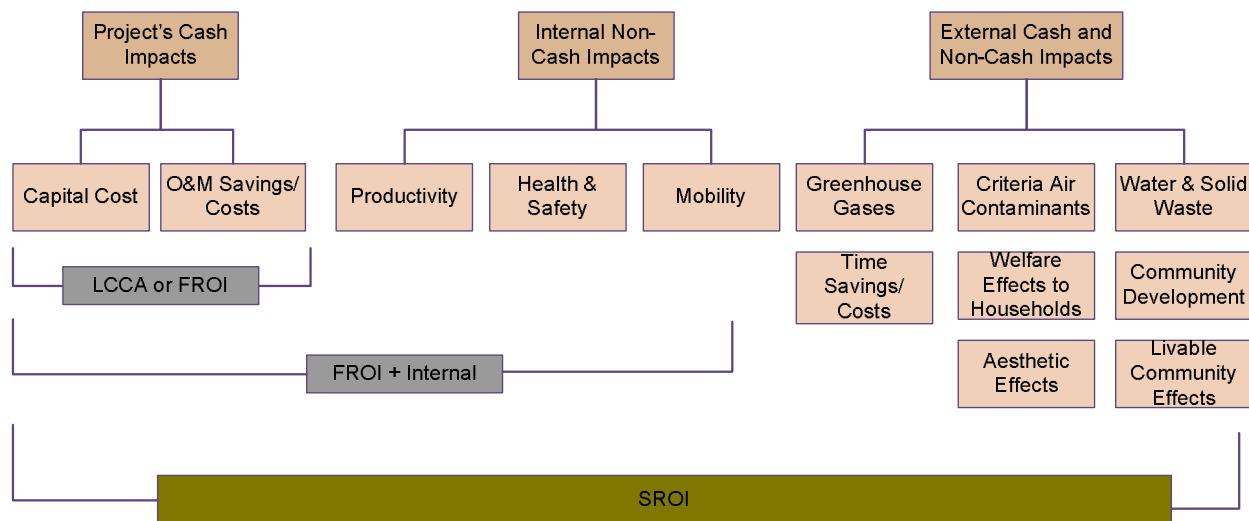 Project's Cash
Impacts
Internal Non-
Cash Impacts
External Cash and
Non-Cash Impacts
Capital Cost
O&M Savings/
Costs
Productivity
Health &
Safety
Mobility
Greenhouse
Gases
Criteria Air
Contaminants
Water & Solid
Waste
LCCA or FROI
Time
Savings/
Costs
Welfare
Effects to
Households
Community
Development
FROI + Internal
Aesthetic
Effects
Livable
Community
Effects
SROI